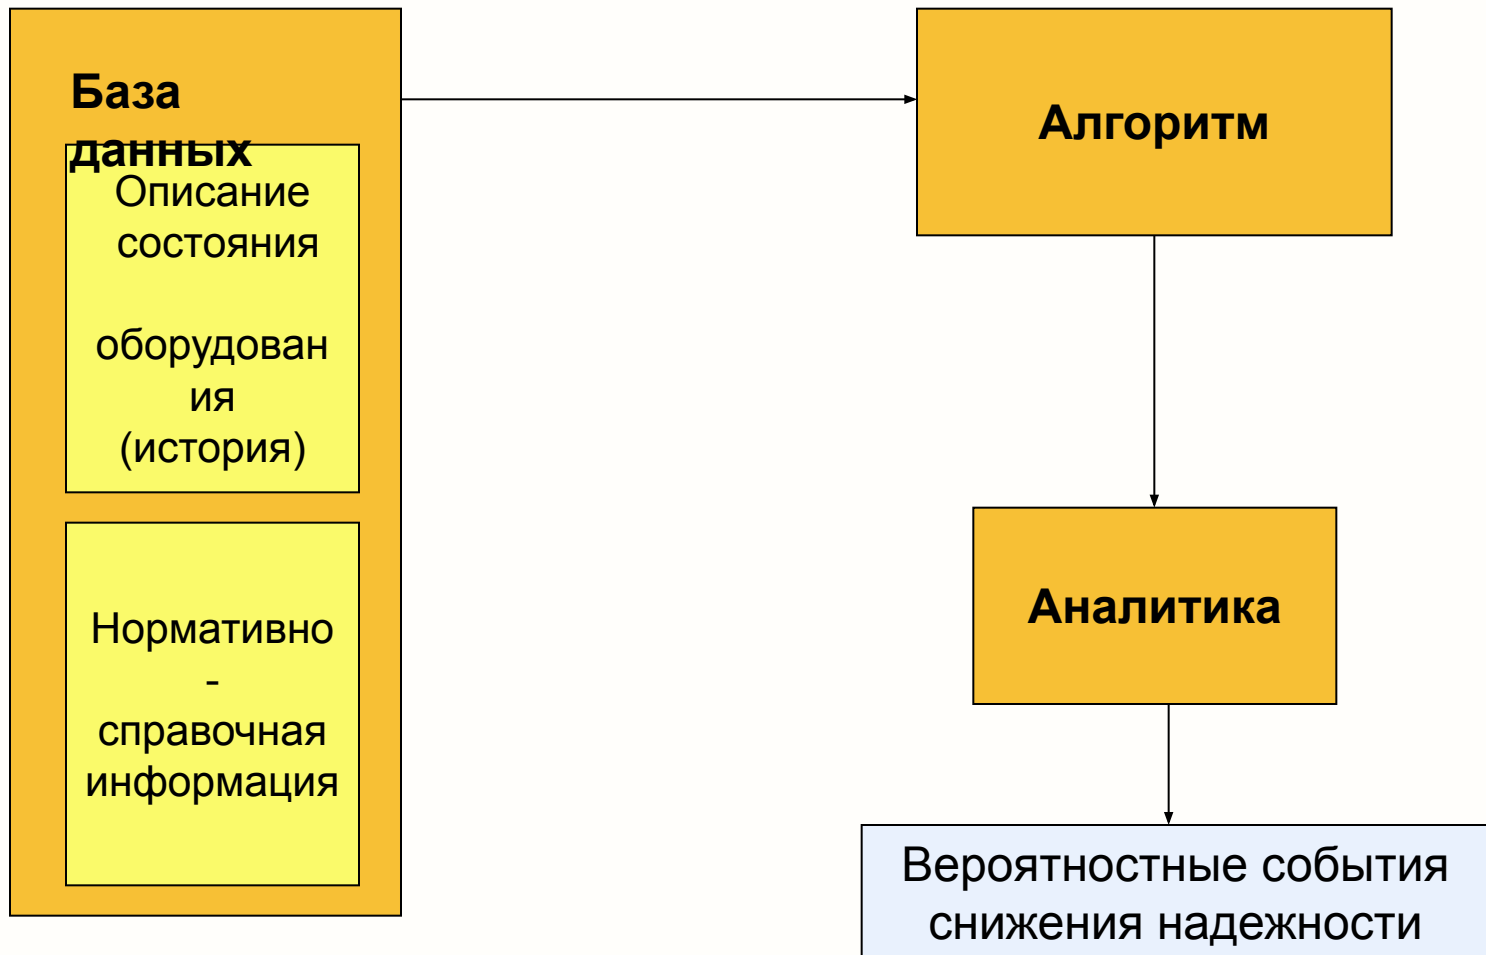 База
данных
Описание
состояния
оборудован
ия
(история)
Нормативно
-
справочная
информация
Алгоритм
Аналитика
Вероятностные события
снижения надежности